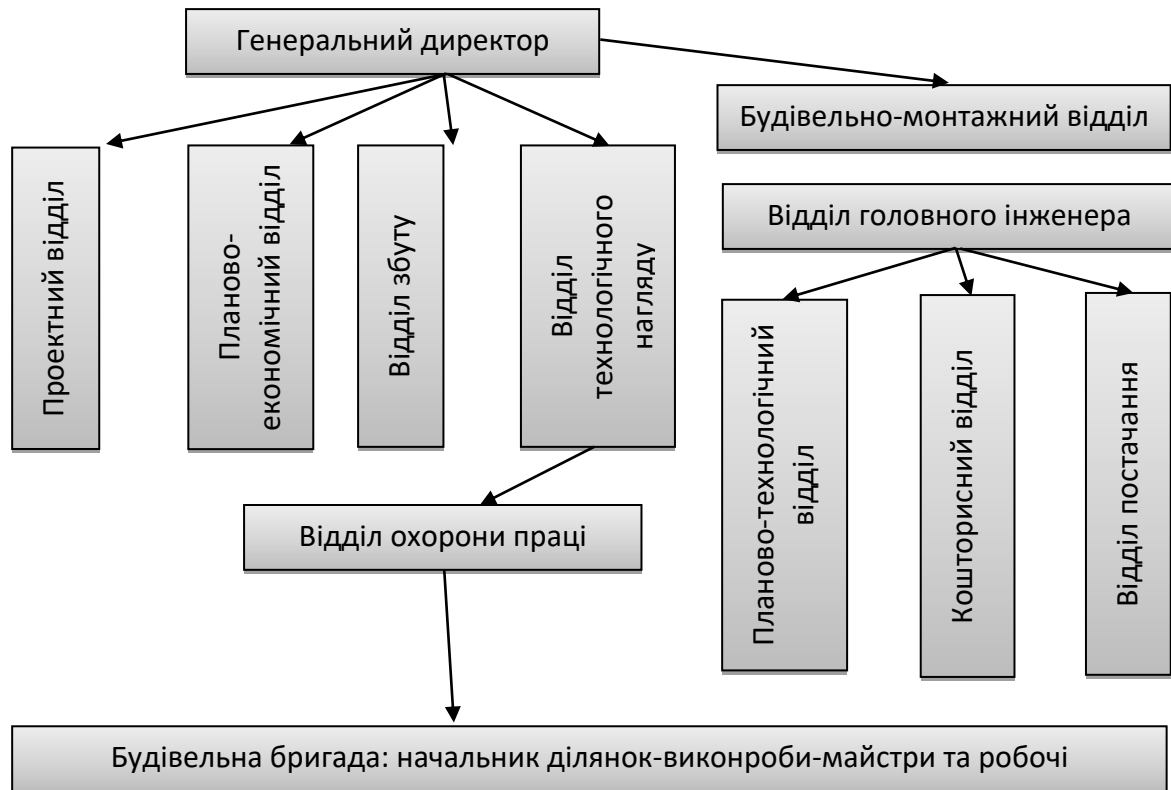 Генеральний директор
Будівельно-монтажний відділ
Проектний відділ
Планово-
економічний відділ
Відділ збуту
Відділ
технологічного
нагляду
Відділ головного інженера
Планово-технологічний
відділ
Кошторисний відділ
Відділ постачання
Відділ охорони праці
Будівельна бригада: начальник ділянок-виконроби-майстри та робочі